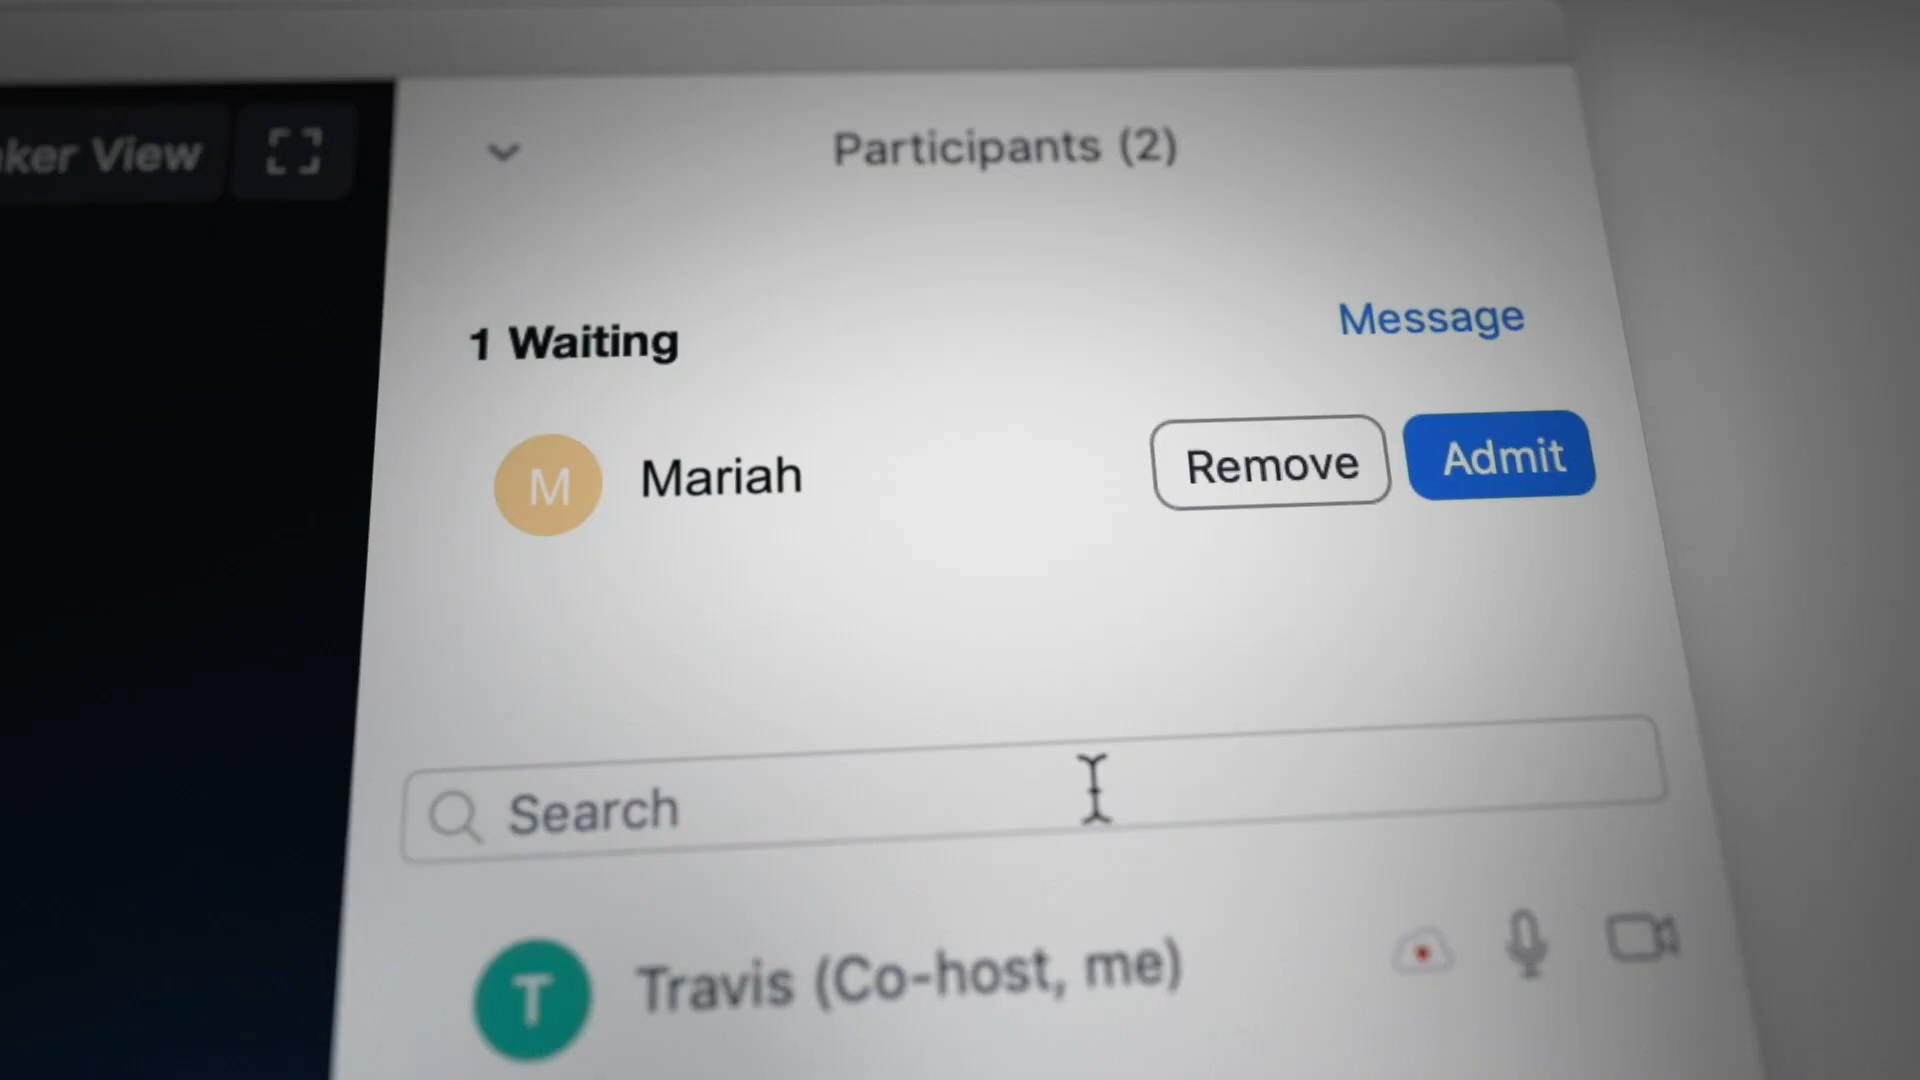 ker View
Participants (2)
1 Waiting
Message
M
Mariah
Remove
Admit
Search
T
Travis (Co-host, me)